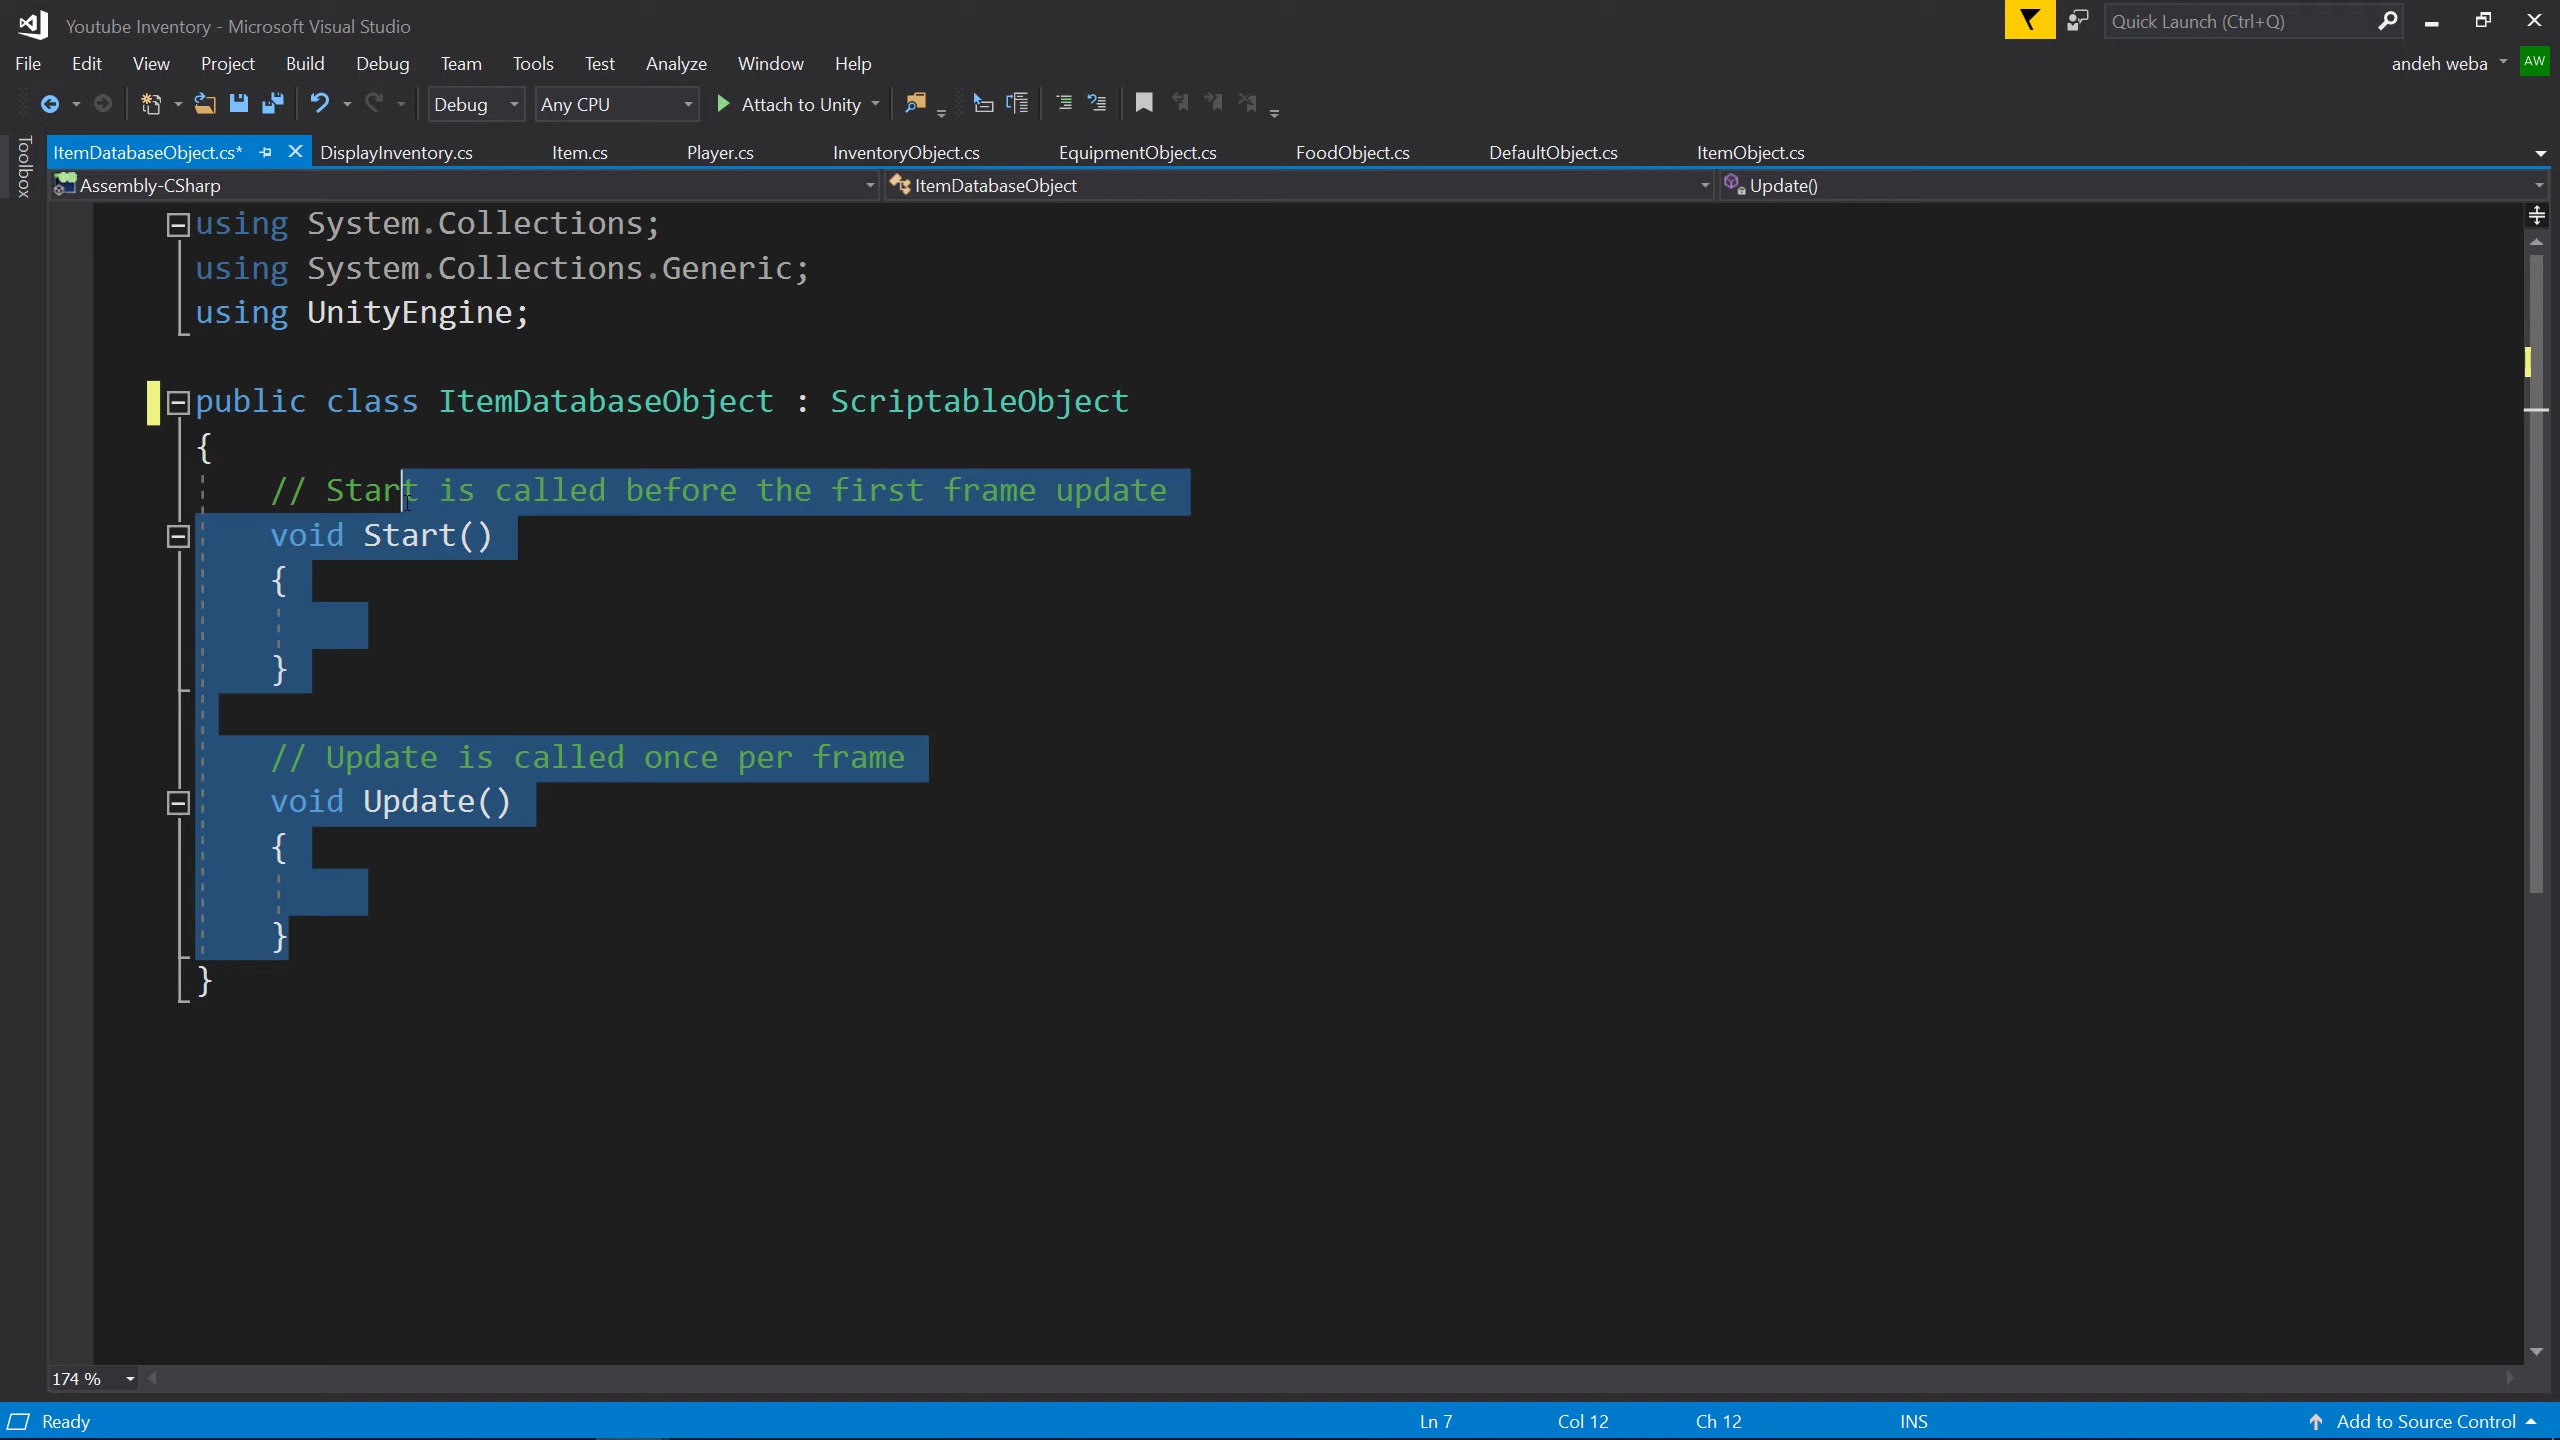 Youtube Inventory - Microsoft Visual Studio
Quick Launch (Ctrl+Q)
File Edit View Project Build Debug Team Tools Test Analyze Window Help
andeh weba AW
Debug Any CPU Attach to Unity
Toolbox
ItemDatabaseObject.cs* DisplayInventory.cs Item.cs Player.cs InventoryObject.cs EquipmentObject.cs FoodObject.cs DefaultObject.cs ItemObject.cs
Assembly-CSharp ItemDatabaseObject Update()
using System.Collections;
using System.Collections.Generic;
using UnityEngine;
public class ItemDatabaseObject : ScriptableObject
{
// Start is called before the first frame update
void Start()
{
}
// Update is called once per frame
void Update()
{
}
}
174 %
Ready Ln 7 Col 12 Ch 12 INS Add to Source Control